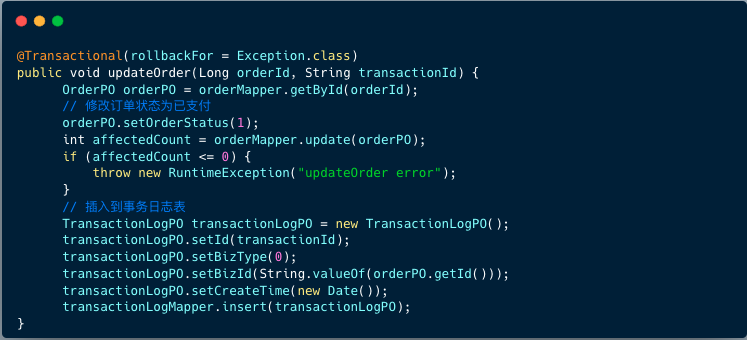 @Transactional(rollbackFor = Exception.class)
public void updateOrder(Long orderId, String transactionId) {
      OrderPO orderPO = orderMapper.getById(orderId);
      // 修改订单状态为已支付
      orderPO.setOrderStatus(1);
      int affectedCount = orderMapper.update(orderPO);
      if (affectedCount <= 0) {
          throw new RuntimeException("updateOrder error");
      }
      // 插入到事务日志表
      TransactionLogPO transactionLogPO = new TransactionLogPO();
      transactionLogPO.setId(transactionId);
      transactionLogPO.setBizType(0);
      transactionLogPO.setBizId(String.valueOf(orderPO.getId()));
      transactionLogPO.setCreateTime(new Date());
      transactionLogMapper.insert(transactionLogPO);
}